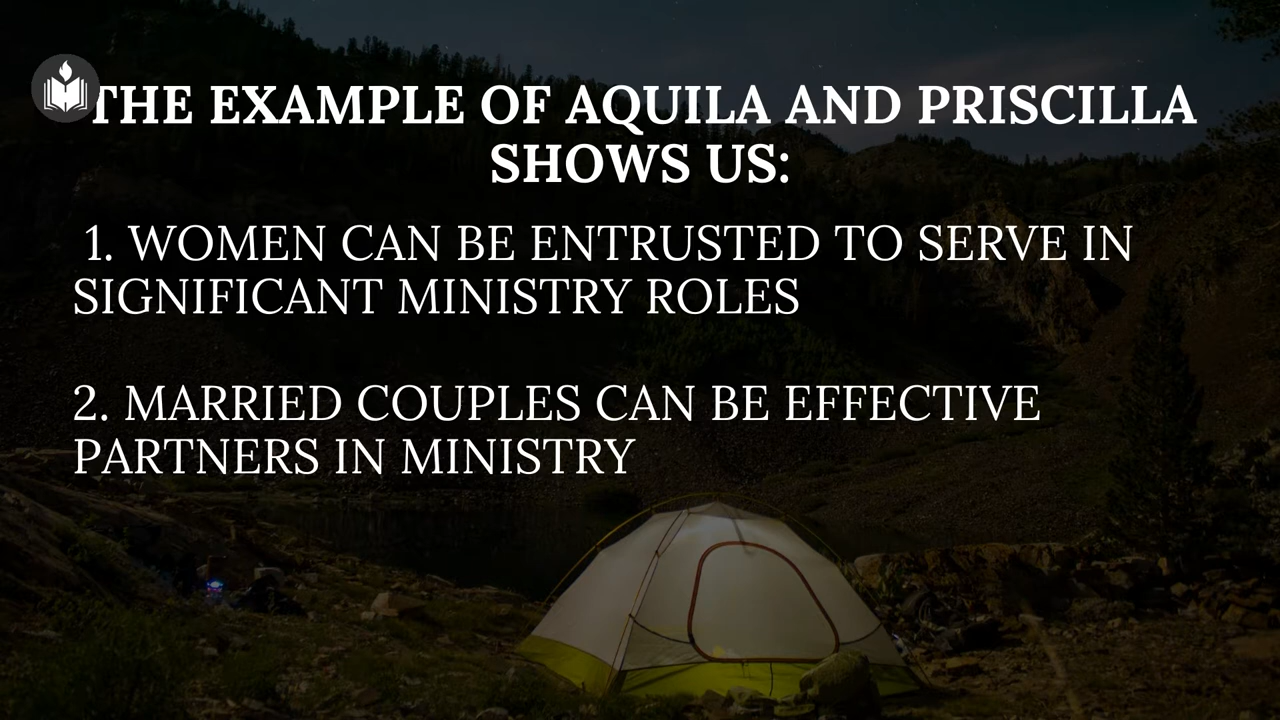 THE EXAMPLE OF AQUILA AND PRISCILLA
SHOWS US:
1. WOMEN CAN BE ENTRUSTED TO SERVE IN
SIGNIFICANT MINISTRY ROLES
2. MARRIED COUPLES CAN BE EFFECTIVE
PARTNERS IN MINISTRY